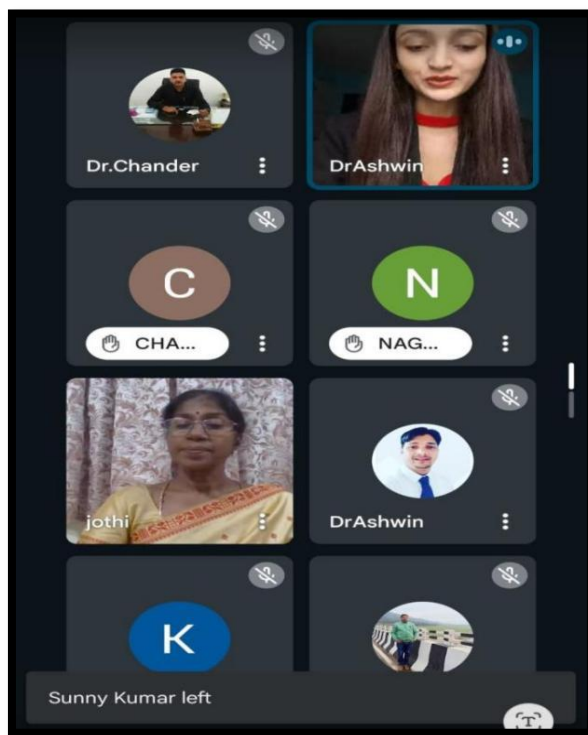 Dr.Chander
DrAshwin
C
N
CHA...
NAG...
jothi
DrAshwin
K
Sunny Kumar left
T